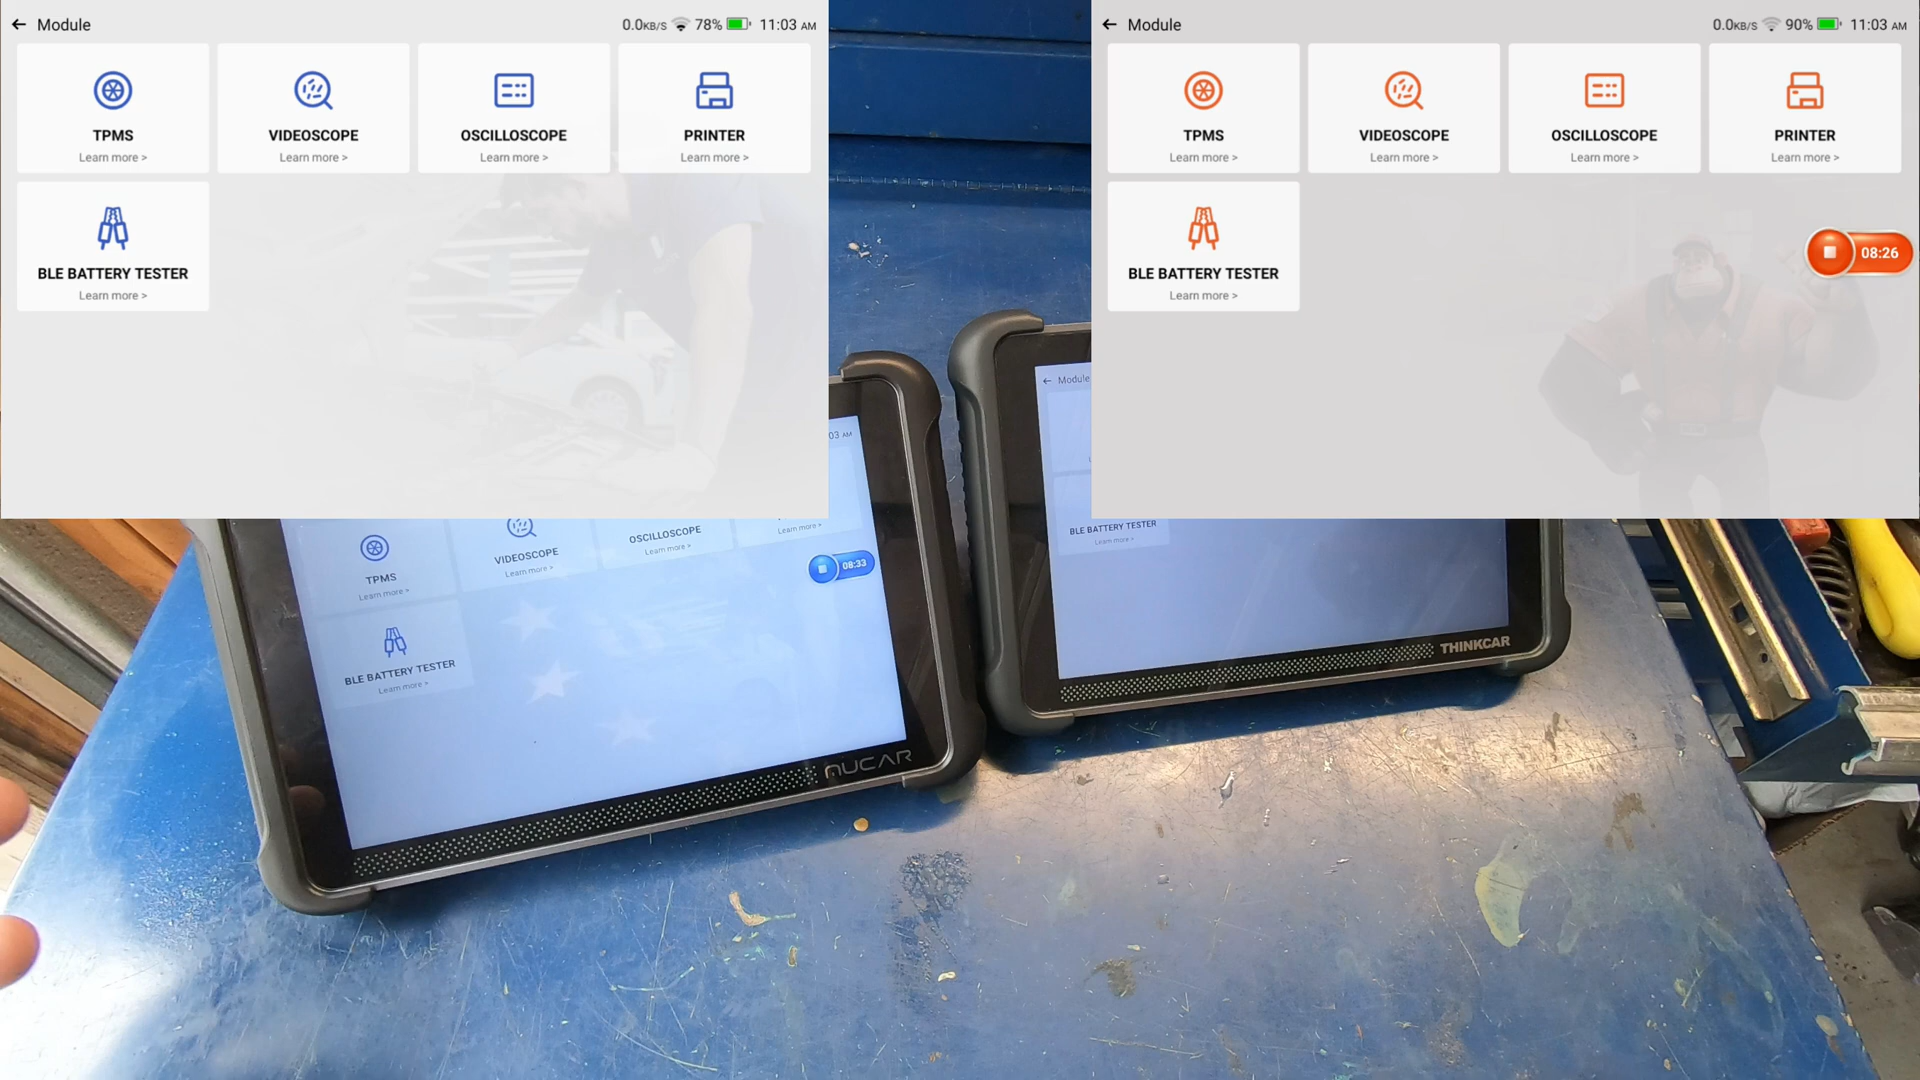 Module
0.0KB/S 78% 11:03 AM
TPMS
Learn more >
VIDEOSCOPE
Learn more >
OSCILLOSCOPE
Learn more >
PRINTER
Learn more >
BLE BATTERY TESTER
Learn more >
Module
0.0KB/S 90% 11:03 AM
TPMS
Learn more >
VIDEOSCOPE
Learn more >
OSCILLOSCOPE
Learn more >
PRINTER
Learn more >
BLE BATTERY TESTER
Learn more >
08:26
03 AM
TPMS
Learn more >
VIDEOSCOPE
Learn more >
OSCILLOSCOPE
Learn more >
Learn more >
08:33
BLE BATTERY TESTER
Learn more >
NUCAR
Module
BLE BATTERY TESTER
Learn more >
THINKCAR